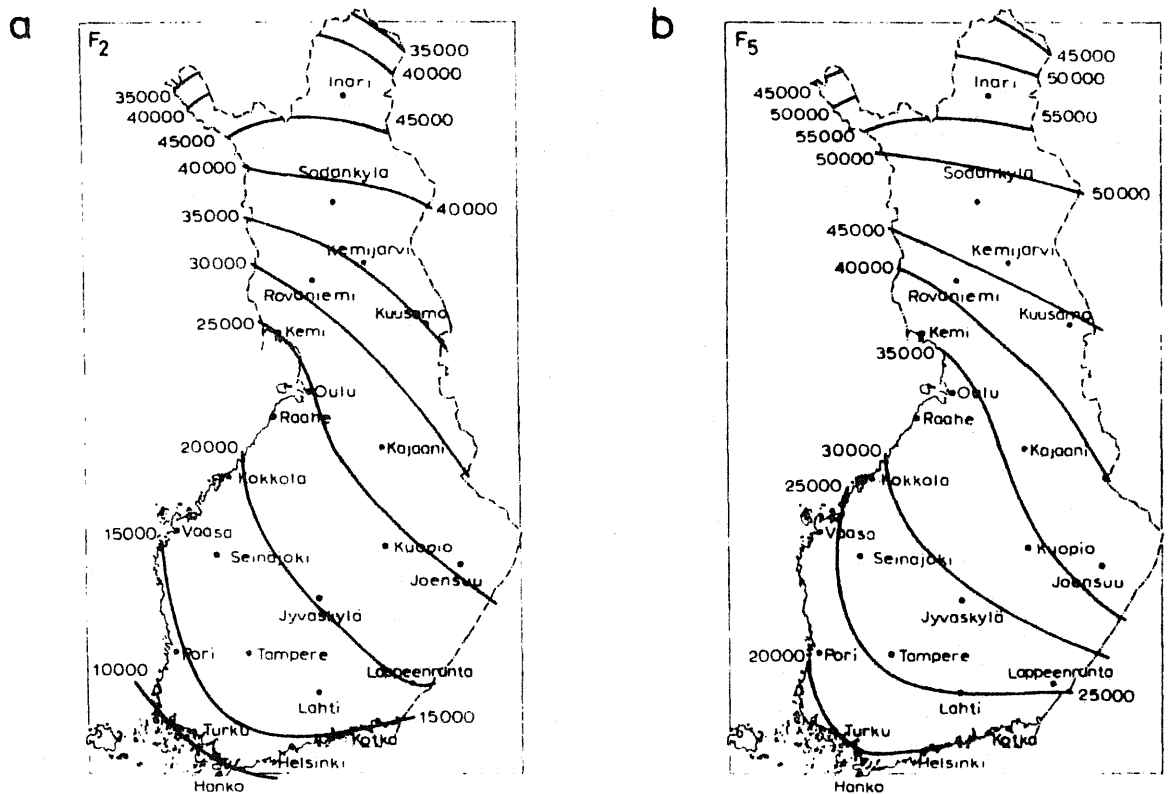 a
F2
35000
40000
Inari
35000
40000
45000
45000
40000
Sodankylä
40000
35000
Kemijärvi
30000
Rovaniemi
Kuusamo
25000
Kemi
Oulu
Raahe
20000
Kajaani
Kokkola
15000
Vaasa
Seinäjoki
Kuopio
Joensuu
Jyväskylä
Pori
Tampere
10000
Lappeenranta
Lahti
15000
Turku
Kotka
Helsinki
Hanko
b
F5
45000
50000
Inari
45000
50000
55000
55000
50000
Sodankylä
50000
45000
Kemijärvi
40000
Rovaniemi
Kuusamo
Kemi
35000
Oulu
Raahe
30000
Kajaani
Kokkola
25000
Vaasa
Seinäjoki
Kuopio
Joensuu
Jyväskylä
20000
Pori
Tampere
Lappeenranta
25000
Lahti
Turku
Kotka
Helsinki
Hanko